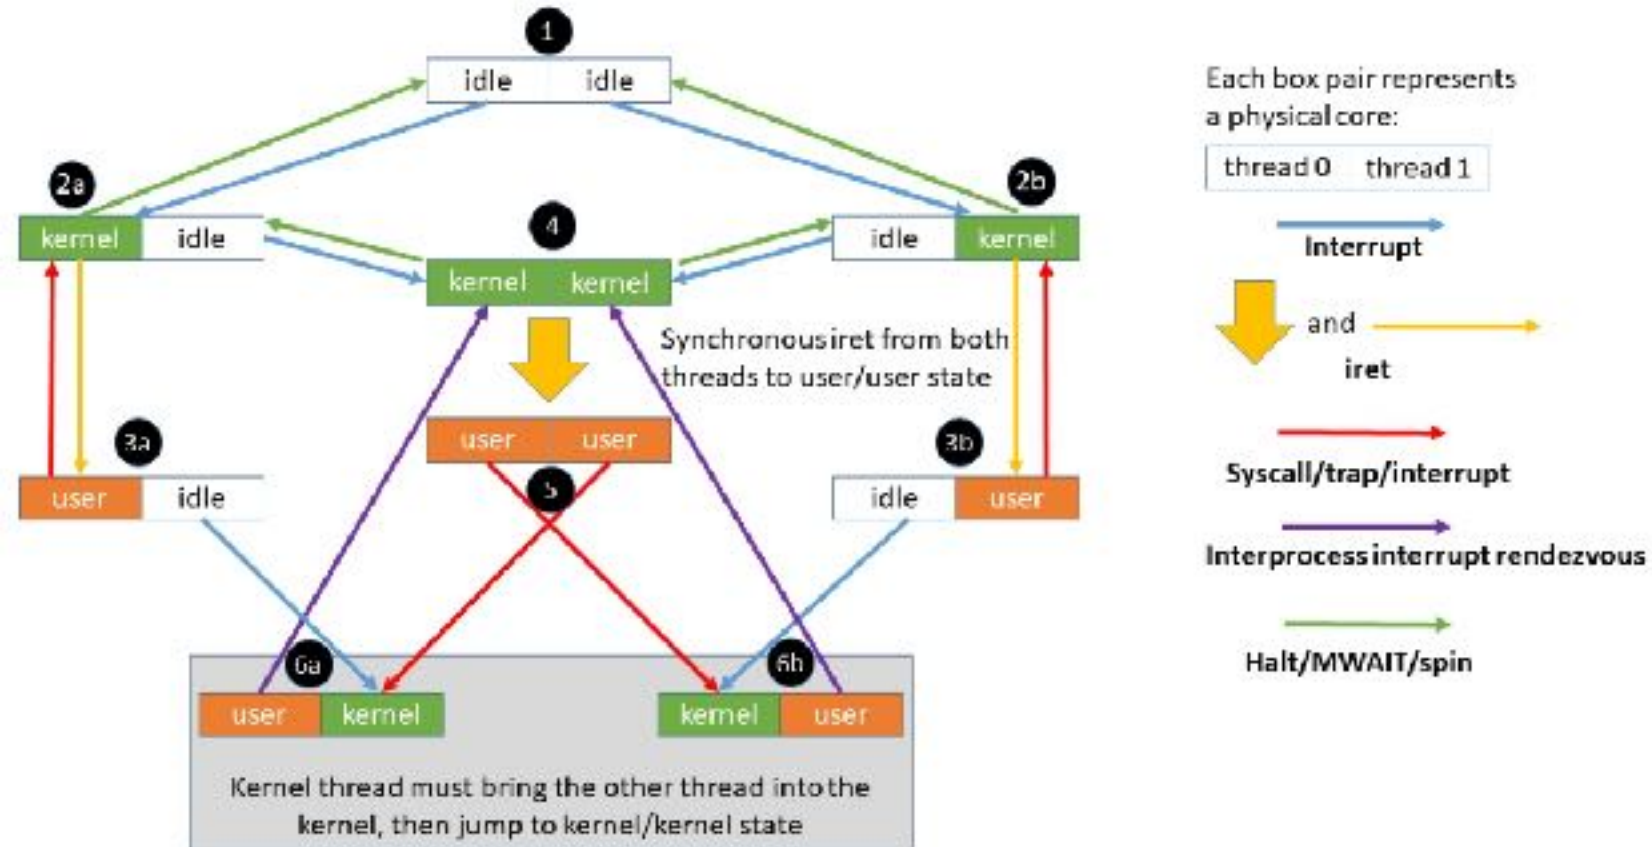 1
idle idle
2a
kernel idle
2b
idle kernel
4
kernel kernel
Synchronous iret from both
threads to user/user state
3a
user idle
user user
3b
idle user
5
6a
user kernel
6b
kernel user
Kernel thread must bring the other thread into the
kernel, then jump to kernel/kernel state
Each box pair represents
a physical core:
thread 0 thread 1
Interrupt
and
iret
Syscall/trap/interrupt
Interprocess interrupt rendezvous
Halt/MWAIT/spin